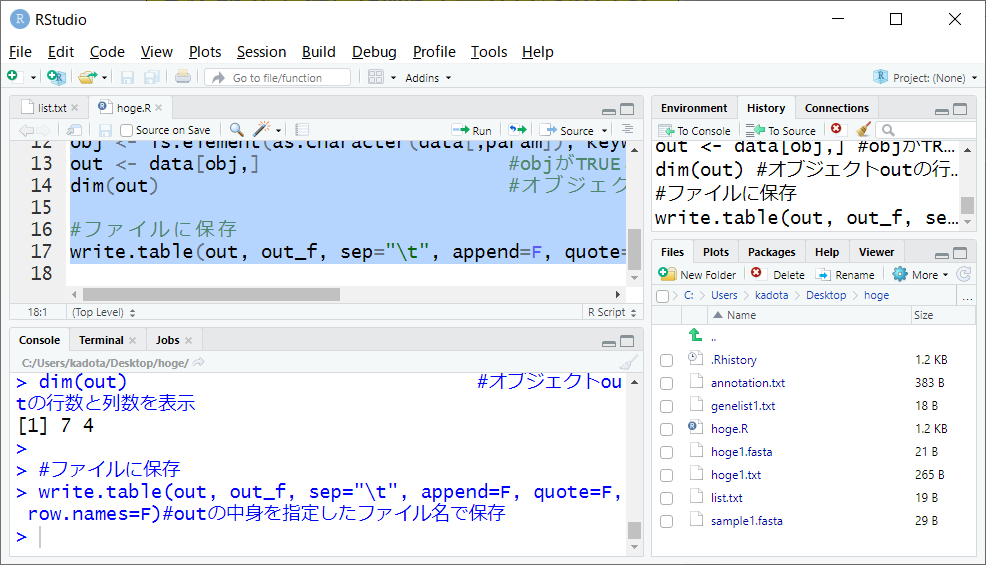 RStudio
File Edit Code View Plots Session Build Debug Profile Tools Help
Go to file/function Addins Project: (None)
list.txt hoge.R
Source on Save Run Source
12 obj <- is.element(as.character(data[,param]), keyw
13 out <- data[obj,] #objがTRUE
14 dim(out) #オブジェク
15
16 #ファイルに保存
17 write.table(out, out_f, sep="\t", append=F, quote=
18
18:1 (Top Level) R Script
Console Terminal Jobs
C:/Users/kadota/Desktop/hoge/
> dim(out) #オブジェクトou
tの行数と列数を表示
[1] 7 4
>
> #ファイルに保存
> write.table(out, out_f, sep="\t", append=F, quote=F,
row.names=F)#outの中身を指定したファイル名で保存
>
Environment History Connections
To Console To Source
out <- data[obj,] #objがTR...
dim(out) #オブジェクトoutの行...
#ファイルに保存
write.table(out, out_f, se...
Files Plots Packages Help Viewer
New Folder Delete Rename More
C: Users kadota Desktop hoge ...
Name Size
..
.Rhistory 1.2 KB
annotation.txt 383 B
genelist1.txt 18 B
hoge.R 1.2 KB
hoge1.fasta 21 B
hoge1.txt 265 B
list.txt 19 B
sample1.fasta 29 B